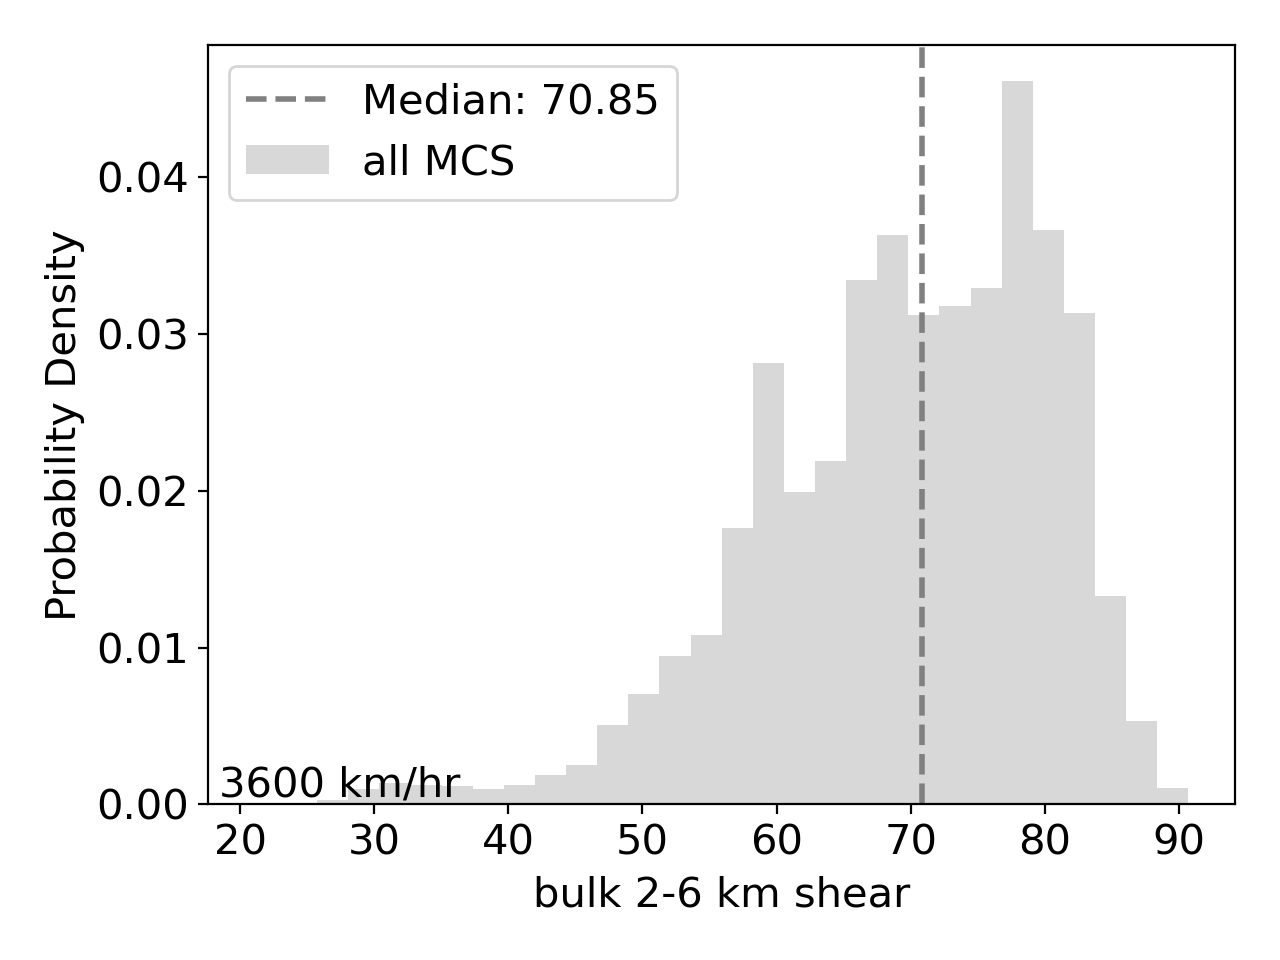 Median: 70.85
all MCS
0.04
0.03
0.02
0.01
0.00
Probability Density
3600 km/hr
20 30 40 50 60 70 80 90
bulk 2-6 km shear